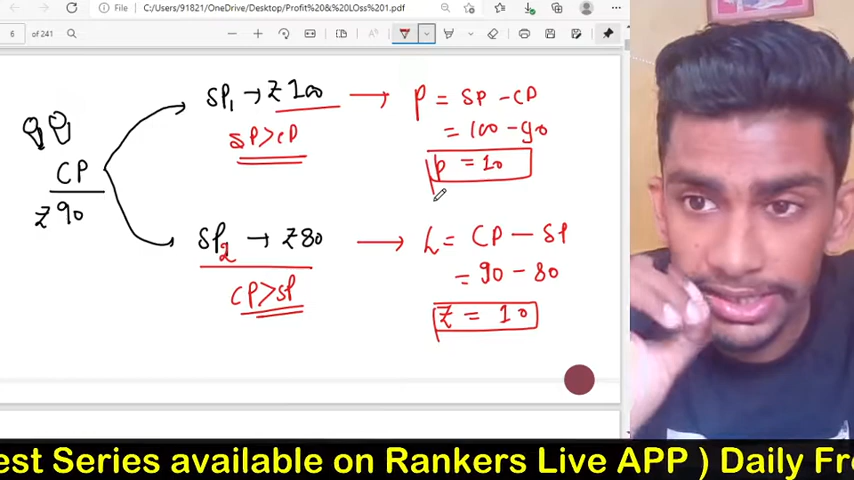 File
C:/Users/91821/OneDrive/Desktop/Profit%20&%20LOss%201.pdf
6 of 241
SP₁ → ₹100 → P = SP - CP
SP>CP = 100-90
P = 10
CP
₹90
SP₂ → ₹80 → L = CP - SP
CP>SP = 90-80
₹ = 10
est Series available on Rankers Live APP ) Daily Fr